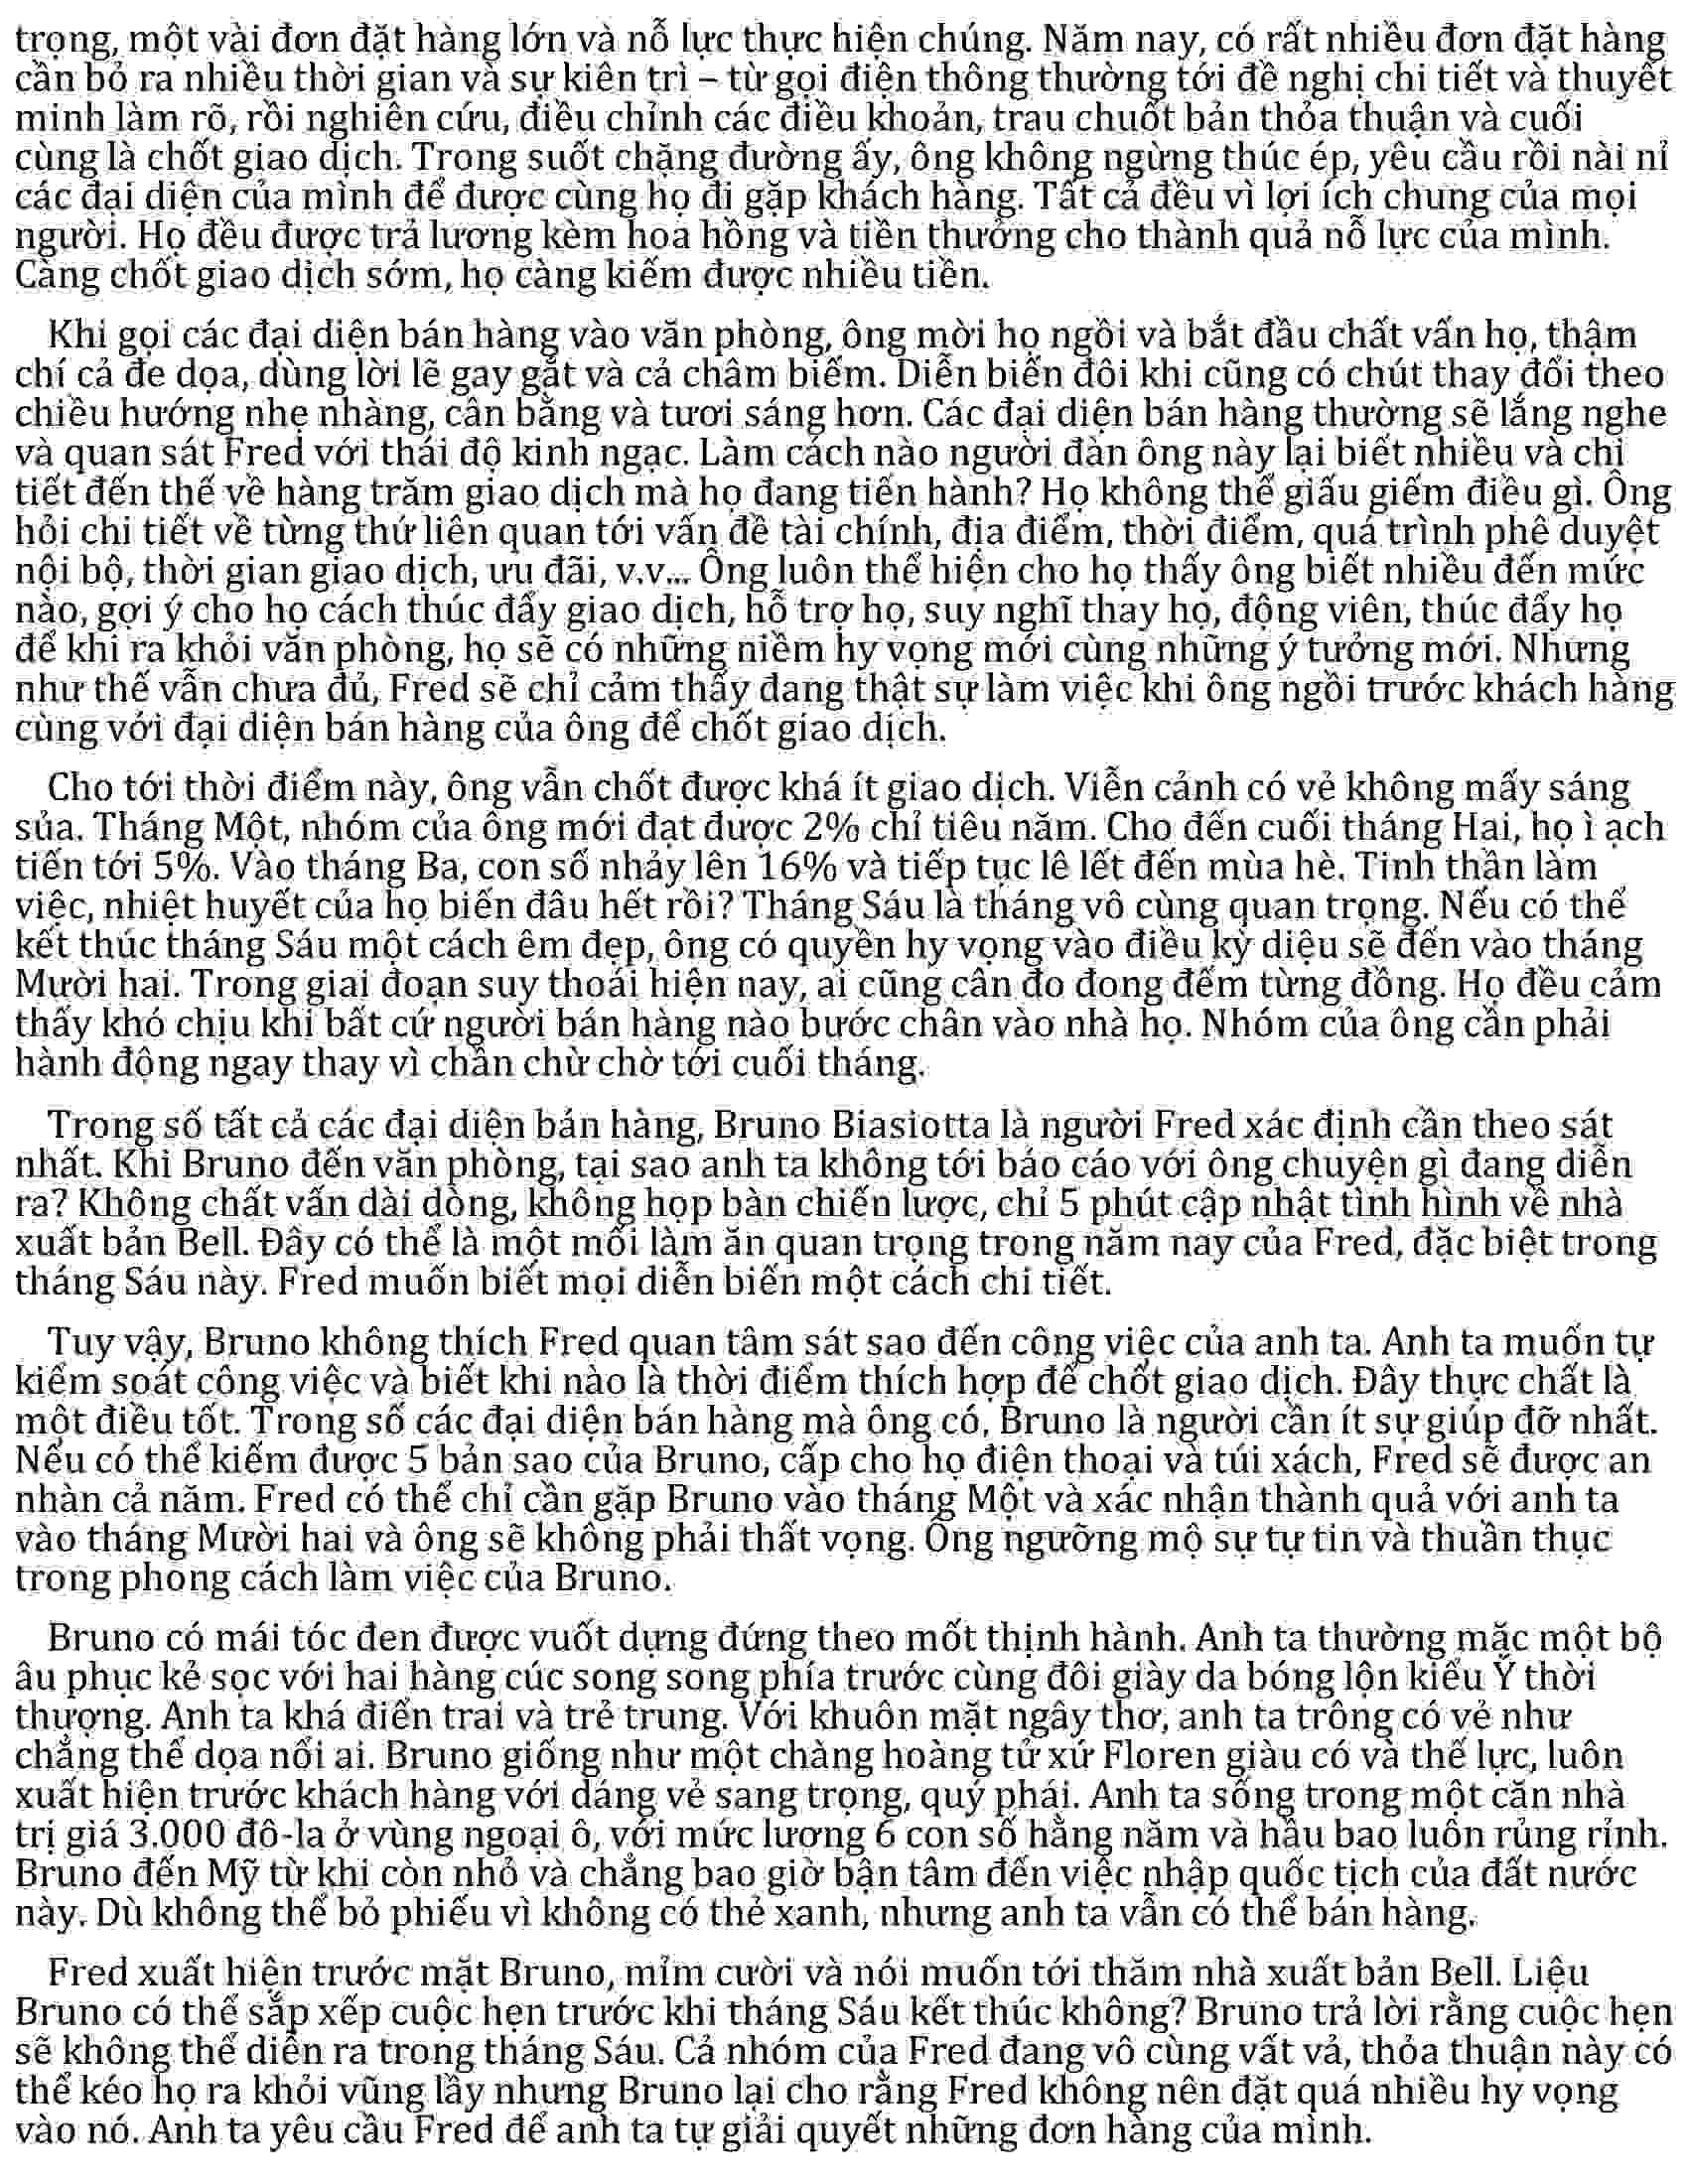 trọng, một vài đơn đặt hàng lớn và nỗ lực thực hiện chúng. Năm nay, có rất nhiều đơn đặt hàng
cần bỏ ra nhiều thời gian và sự kiên trì – từ gọi điện thông thường tới đề nghị chi tiết và thuyết
minh làm rõ, rồi nghiên cứu, điều chỉnh các điều khoản, trau chuốt bản thỏa thuận và cuối
cùng là chốt giao dịch. Trong suốt chặng đường ấy, ông không ngừng thúc ép, yêu cầu rồi nài nỉ
các đại diện của mình để được cùng họ đi gặp khách hàng. Tất cả đều vì lợi ích chung của mọi
người. Họ đều được trả lương kèm hoa hồng và tiền thưởng cho thành quả nỗ lực của mình.
Càng chốt giao dịch sớm, họ càng kiếm được nhiều tiền.
Khi gọi các đại diện bán hàng vào văn phòng, ông mời họ ngồi và bắt đầu chất vấn họ, thậm
chí cả đe dọa, dùng lời lẽ gay gắt và cả châm biếm. Diễn biến đôi khi cũng có chút thay đổi theo
chiều hướng nhẹ nhàng, cân bằng và tươi sáng hơn. Các đại diện bán hàng thường sẽ lắng nghe
và quan sát Fred với thái độ kinh ngạc. Làm cách nào người đàn ông này lại biết nhiều và chi
tiết đến thế về hàng trăm giao dịch mà họ đang tiến hành? Họ không thể giấu giếm điều gì. Ông
hỏi chi tiết về từng thứ liên quan tới vấn đề tài chính, địa điểm, thời điểm, quá trình phê duyệt
nội bộ, thời gian giao dịch, ưu đãi, v.v... Ông luôn thể hiện cho họ thấy ông biết nhiều đến mức
nào, gợi ý cho họ cách thúc đẩy giao dịch, hỗ trợ họ, suy nghĩ thay họ, động viên, thúc đẩy họ
để khi ra khỏi văn phòng, họ sẽ có những niềm hy vọng mới cùng những ý tưởng mới. Nhưng
như thế vẫn chưa đủ, Fred sẽ chỉ cảm thấy đang thật sự làm việc khi ông ngồi trước khách hàng
cùng với đại diện bán hàng của ông để chốt giao dịch.
Cho tới thời điểm này, ông vẫn chốt được khá ít giao dịch. Viễn cảnh có vẻ không mấy sáng
sủa. Tháng Một, nhóm của ông mới đạt được 2% chỉ tiêu năm. Cho đến cuối tháng Hai, họ ì ạch
tiến tới 5%. Vào tháng Ba, con số nhảy lên 16% và tiếp tục lê lết đến mùa hè. Tinh thần làm
việc, nhiệt huyết của họ biến đâu hết rồi? Tháng Sáu là tháng vô cùng quan trọng. Nếu có thể
kết thúc tháng Sáu một cách êm đẹp, ông có quyền hy vọng vào điều kỳ diệu sẽ đến vào tháng
Mười hai. Trong giai đoạn suy thoái hiện nay, ai cũng cân đo đong đếm từng đồng. Họ đều cảm
thấy khó chịu khi bất cứ người bán hàng nào bước chân vào nhà họ. Nhóm của ông cần phải
hành động ngay thay vì chần chừ chờ tới cuối tháng.
Trong số tất cả các đại diện bán hàng, Bruno Biasiotta là người Fred xác định cần theo sát
nhất. Khi Bruno đến văn phòng, tại sao anh ta không tới báo cáo với ông chuyện gì đang diễn
ra? Không chất vấn dài dòng, không họp bàn chiến lược, chỉ 5 phút cập nhật tình hình về nhà
xuất bản Bell. Đây có thể là một mối làm ăn quan trọng trong năm nay của Fred, đặc biệt trong
tháng Sáu này. Fred muốn biết mọi diễn biến một cách chi tiết.
Tuy vậy, Bruno không thích Fred quan tâm sát sao đến công việc của anh ta. Anh ta muốn tự
kiểm soát công việc và biết khi nào là thời điểm thích hợp để chốt giao dịch. Đây thực chất là
một điều tốt. Trong số các đại diện bán hàng mà ông có, Bruno là người cần ít sự giúp đỡ nhất.
Nếu có thể kiếm được 5 bản sao của Bruno, cấp cho họ điện thoại và túi xách, Fred sẽ được an
nhàn cả năm. Fred có thể chỉ cần gặp Bruno vào tháng Một và xác nhận thành quả với anh ta
vào tháng Mười hai và ông sẽ không phải thất vọng. Ông ngưỡng mộ sự tự tin và thuần thục
trong phong cách làm việc của Bruno.
Bruno có mái tóc đen được vuốt dựng đứng theo mốt thịnh hành. Anh ta thường mặc một bộ
âu phục kẻ sọc với hai hàng cúc song song phía trước cùng đôi giày da bóng lộn kiểu Ý thời
thượng. Anh ta khá điển trai và trẻ trung. Với khuôn mặt ngây thơ, anh ta trông có vẻ như
chẳng thể dọa nổi ai. Bruno giống như một chàng hoàng tử xứ Floren giàu có và thế lực, luôn
xuất hiện trước khách hàng với dáng vẻ sang trọng, quý phái. Anh ta sống trong một căn nhà
trị giá 3.000 đô-la ở vùng ngoại ô, với mức lương 6 con số hằng năm và hầu bao luôn rủng rỉnh.
Bruno đến Mỹ từ khi còn nhỏ và chẳng bao giờ bận tâm đến việc nhập quốc tịch của đất nước
này. Dù không thể bỏ phiếu vì không có thẻ xanh, nhưng anh ta vẫn có thể bán hàng.
Fred xuất hiện trước mặt Bruno, mỉm cười và nói muốn tới thăm nhà xuất bản Bell. Liệu
Bruno có thể sắp xếp cuộc hẹn trước khi tháng Sáu kết thúc không? Bruno trả lời rằng cuộc hẹn
sẽ không thể diễn ra trong tháng Sáu. Cả nhóm của Fred đang vô cùng vất vả, thỏa thuận này có
thể kéo họ ra khỏi vũng lầy nhưng Bruno lại cho rằng Fred không nên đặt quá nhiều hy vọng
vào nó. Anh ta yêu cầu Fred để anh ta tự giải quyết những đơn hàng của mình.